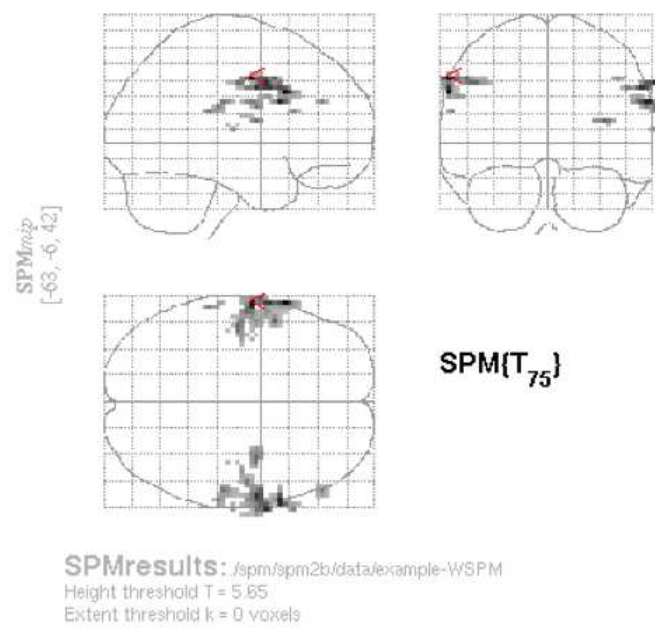 SPMmip
[-63, -6, 42]
SPM{T75}
SPMresults: ./spm/spm2b/data/example-WSPM
Height threshold T = 5.65
Extent threshold k = 0 voxels